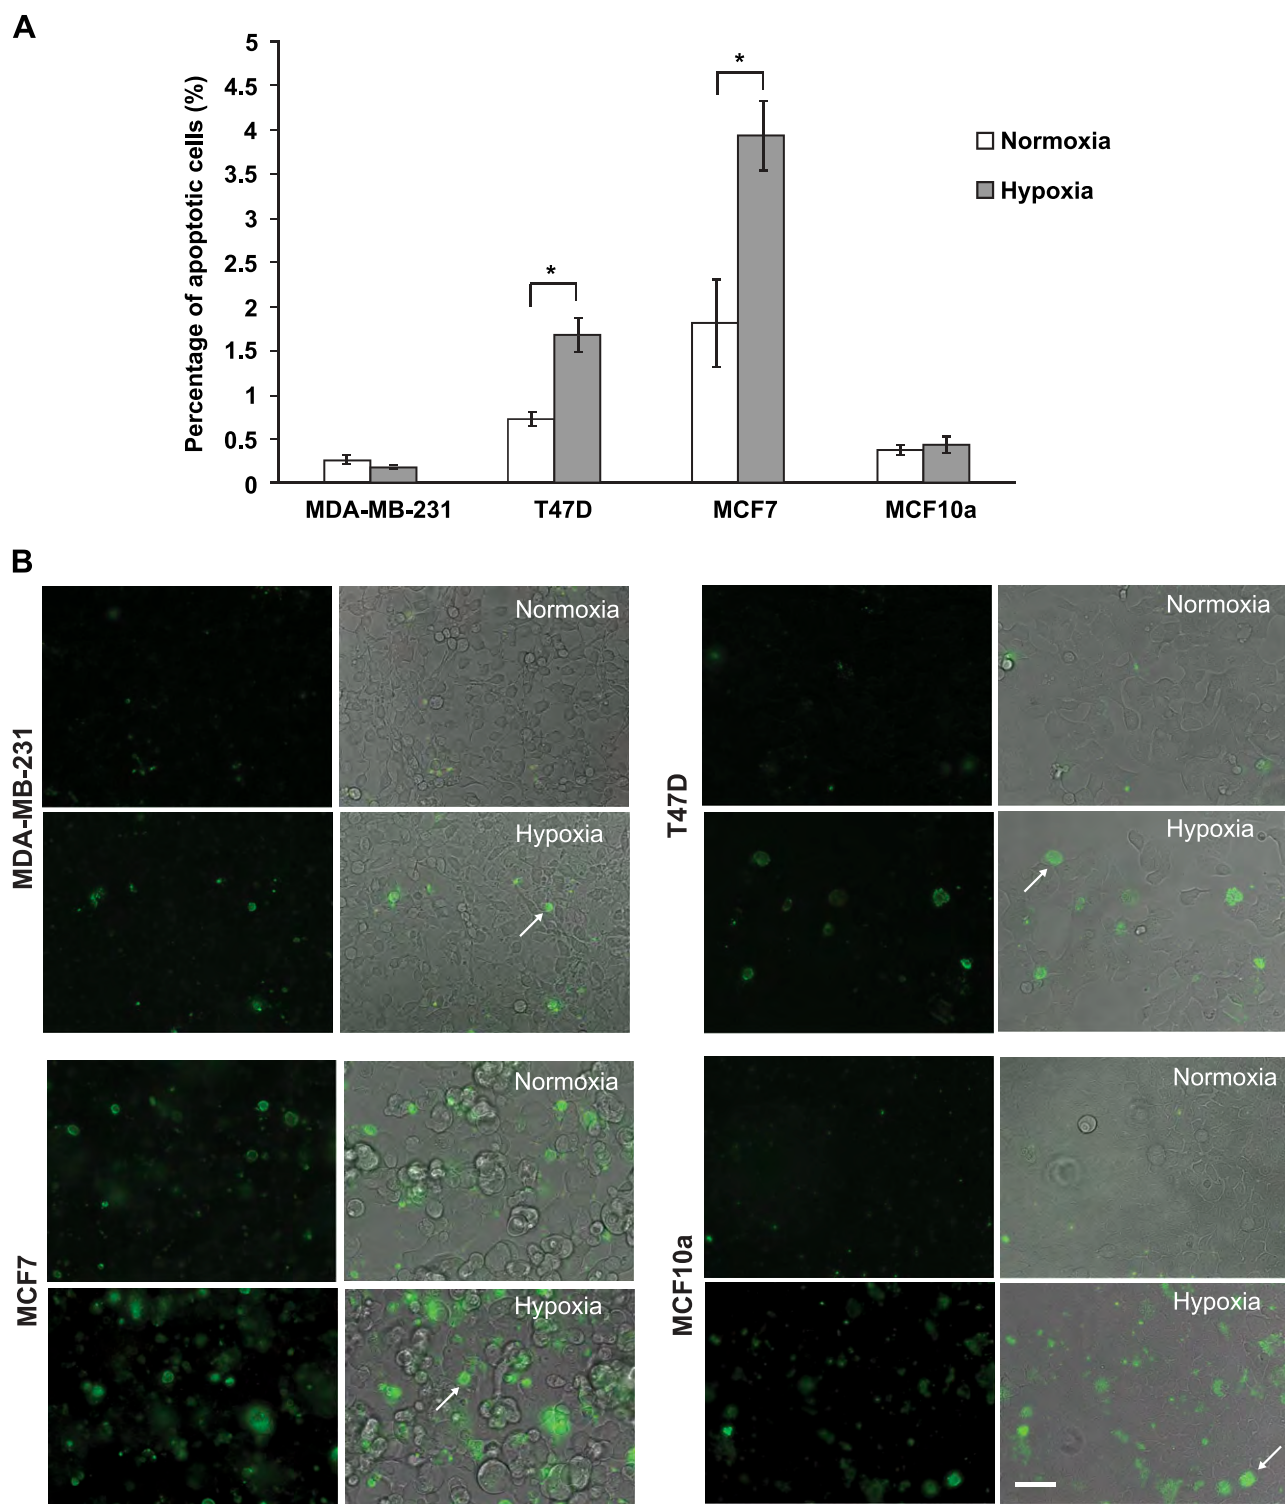 A
Percentage of apoptotic cells (%)
5
4.5
4
3.5
3
2.5
2
1.5
1
0.5
0
*
*
Normoxia
Hypoxia
MDA-MB-231 T47D MCF7 MCF10a
B
MDA-MB-231
Normoxia
Hypoxia
T47D
Normoxia
Hypoxia
MCF7
Normoxia
Hypoxia
MCF10a
Normoxia
Hypoxia